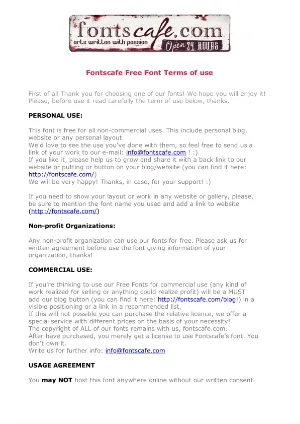 fontscafe.com
arts written with passion
Open 24 HOURS
Fontscafe Free Font Terms of use
First of all Thank you for choosing one of our fonts! We hope you will enjoy it!
Please, before use it read carefully the term of use below, thanks.
PERSONAL USE:
This font is free for all non-commercial uses. This include personal blog,
website or any personal layout.
We'd love to see the use you've done with them, so feel free to send us a
link of your work to our e-mail: info@fontscafe.com ! :)
If you like it, please help us to grow and share it with a back link to our
website or putting or button on your blog/website (you can find it here:
http://fontscafe.com/)
We will be very happy! Thanks, in case, for your support! :)
If you need to show your layout or work in any website or gallery, please,
be sure to mention the font name you used and add a link to website
(http://fontscafe.com/)
Non-profit Organizations:
Any non-profit organization can use our fonts for free. Please ask us for
written agreement before use the font giving information of your
organization, thanks!
COMMERCIAL USE:
If you're thinking to use our Free Fonts for commercial use (any kind of
work realized for selling or anything could realize profit) will be a MUST
add our blog button (you can find it here: http://fontscafe.com/blog!) in a
visible positioning or a link in a recommended list.
If this will not possible you can purchase the relative licence, we offer a
special service with different prices on the basis of your necessity!
The copyright of ALL of our fonts remains with us, fontscafe.com.
After have purchased, you merely get a license to use Fontscafe's font. You
don't own it.
Write us for further info: info@fontscafe.com
USAGE AGREEMENT
You may NOT host this font anywhere online without our written consent.